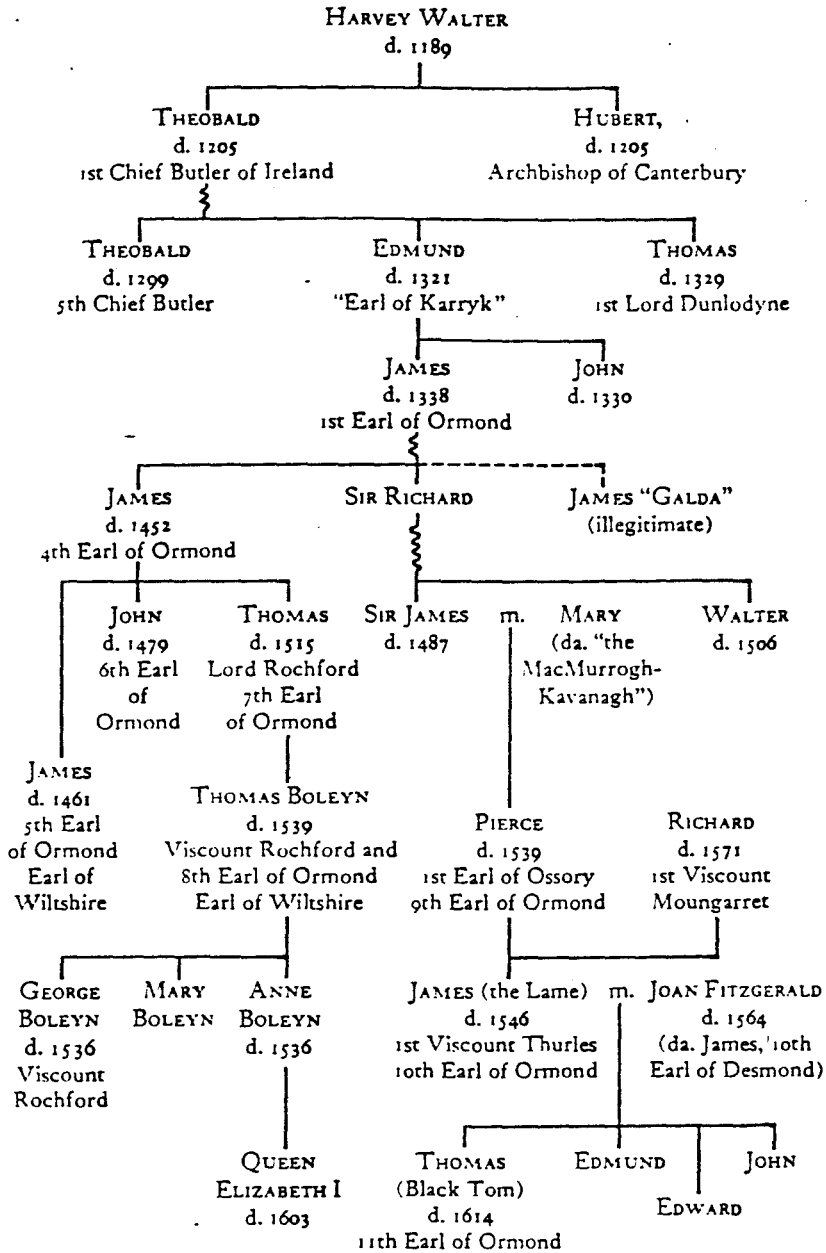 HARVEY WALTER
d. 1189
THEOBALD
d. 1205
1st Chief Butler of Ireland
HUBERT,
d. 1205
Archbishop of Canterbury
THEOBALD
d. 1299
5th Chief Butler
EDMUND
d. 1321
"Earl of Karryk"
THOMAS
d. 1329
1st Lord Dunlodyne
JAMES
d. 1338
1st Earl of Ormond
JOHN
d. 1330
JAMES
d. 1452
4th Earl of Ormond
SIR RICHARD
JAMES "GALDA"
(illegitimate)
JOHN
d. 1479
6th Earl
of
Ormond
THOMAS
d. 1515
Lord Rochford
7th Earl
of Ormond
SIR JAMES
d. 1487
m.
MARY
(da. "the
MacMurrogh-
Kavanagh")
WALTER
d. 1506
JAMES
d. 1461
5th Earl
of Ormond
Earl of
Wiltshire
THOMAS BOLEYN
d. 1539
Viscount Rochford and
8th Earl of Ormond
Earl of Wiltshire
PIERCE
d. 1539
1st Earl of Ossory
9th Earl of Ormond
RICHARD
d. 1571
1st Viscount
Moungarret
GEORGE
BOLEYN
d. 1536
Viscount
Rochford
MARY
BOLEYN
ANNE
BOLEYN
d. 1536
JAMES (the Lame)
d. 1546
1st Viscount Thurles
10th Earl of Ormond
m.
JOAN FITZGERALD
d. 1564
(da. James, 10th
Earl of Desmond)
QUEEN
ELIZABETH I
d. 1603
THOMAS
(Black Tom)
d. 1614
11th Earl of Ormond
EDMUND
EDWARD
JOHN